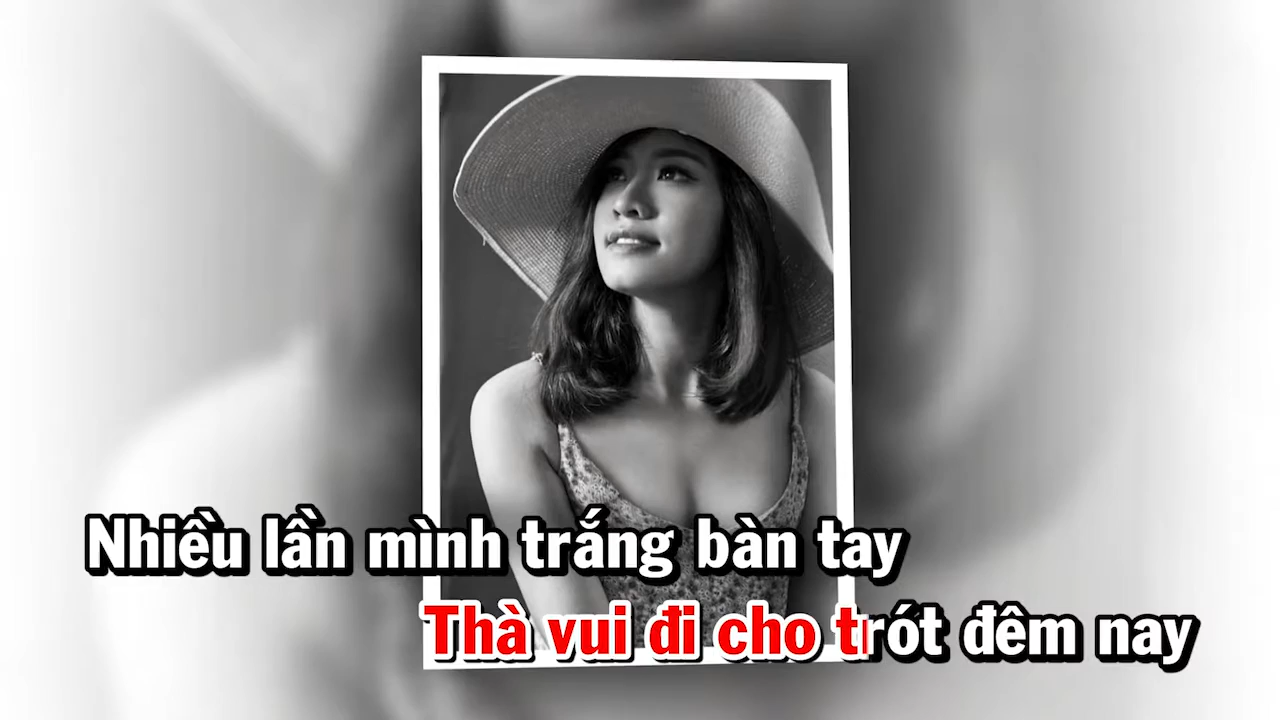 Nhiều lần mình trắng bàn tay
Thà vui đi cho trót đêm nay